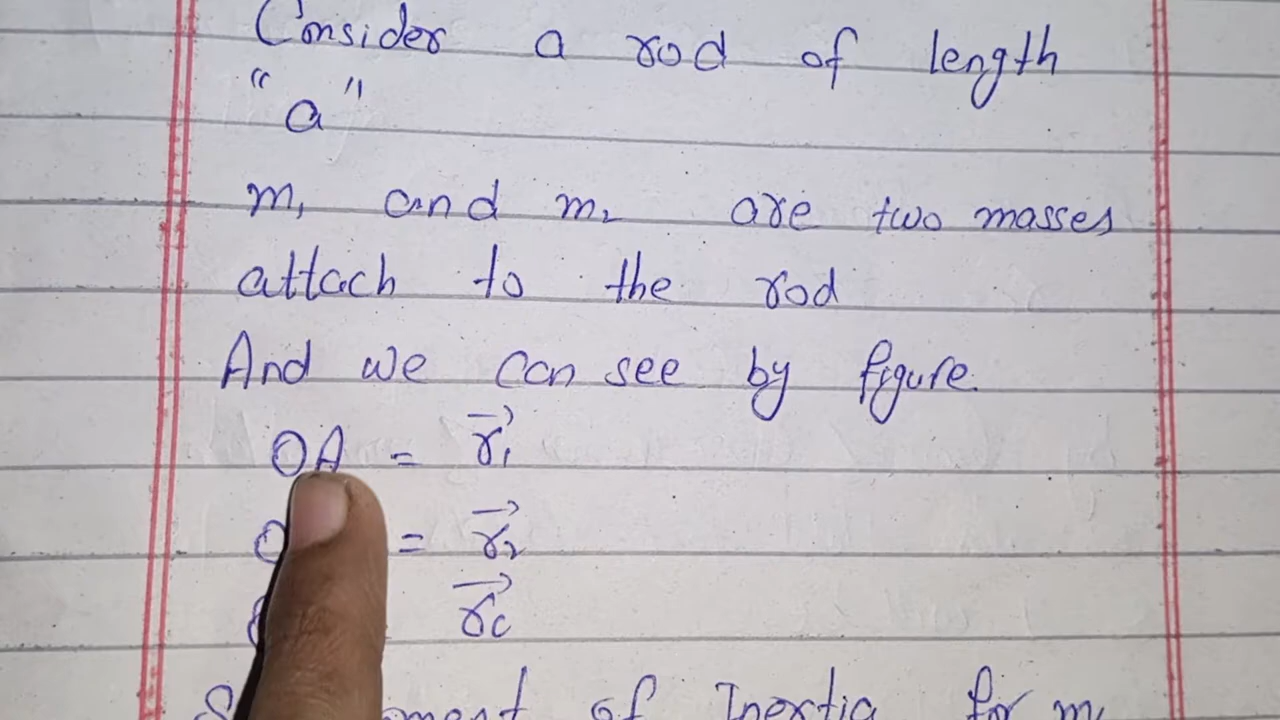 Consider a rod of length
"a"
m₁ and m₂ are two masses
attach to the rod
And we can see by figure.
OA = r⃗₁
= r⃗₂
r⃗c
of Inertia for m₁